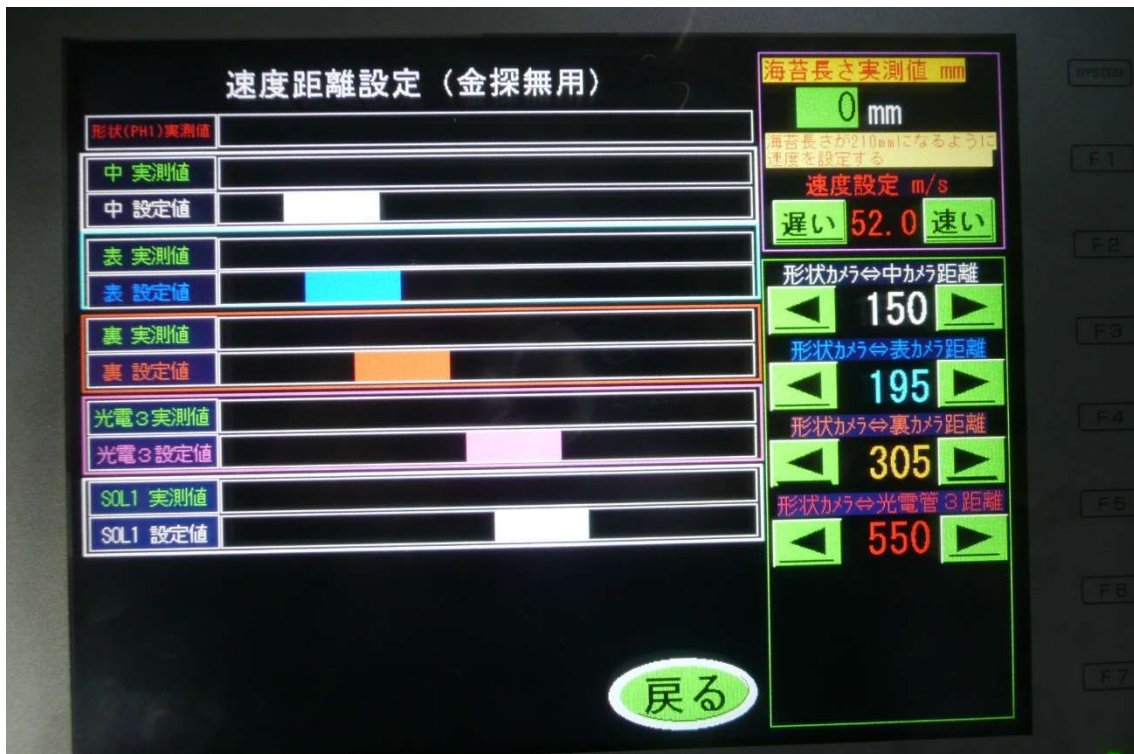 速度距離設定（金探無用）
形状(PH1)実測値
中 実測値
中 設定値
表 実測値
表 設定値
裏 実測値
裏 設定値
光電３実測値
光電３設定値
SOL1 実測値
SOL1 設定値
戻る
海苔長さ実測値 mm
0 mm
海苔長さが210mmになるように
速度を設定する
速度設定 m/s
遅い 52.0 速い
形状ｶﾒﾗ⇔中ｶﾒﾗ距離
◀ 150 ▶
形状ｶﾒﾗ⇔表ｶﾒﾗ距離
◀ 195 ▶
形状ｶﾒﾗ⇔裏ｶﾒﾗ距離
◀ 305 ▶
形状ｶﾒﾗ⇔光電管３距離
◀ 550 ▶
SYSTEM
F1
F2
F3
F4
F5
F6
F7